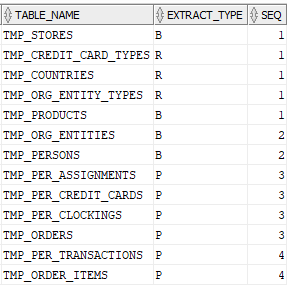 TABLE_NAME EXTRACT_TYPE SEQ
TMP_STORES B 1
TMP_CREDIT_CARD_TYPES R 1
TMP_COUNTRIES R 1
TMP_ORG_ENTITY_TYPES R 1
TMP_PRODUCTS B 1
TMP_ORG_ENTITIES B 2
TMP_PERSONS B 2
TMP_PER_ASSIGNMENTS P 3
TMP_PER_CREDIT_CARDS P 3
TMP_PER_CLOCKINGS P 3
TMP_ORDERS P 3
TMP_PER_TRANSACTIONS P 4
TMP_ORDER_ITEMS P 4